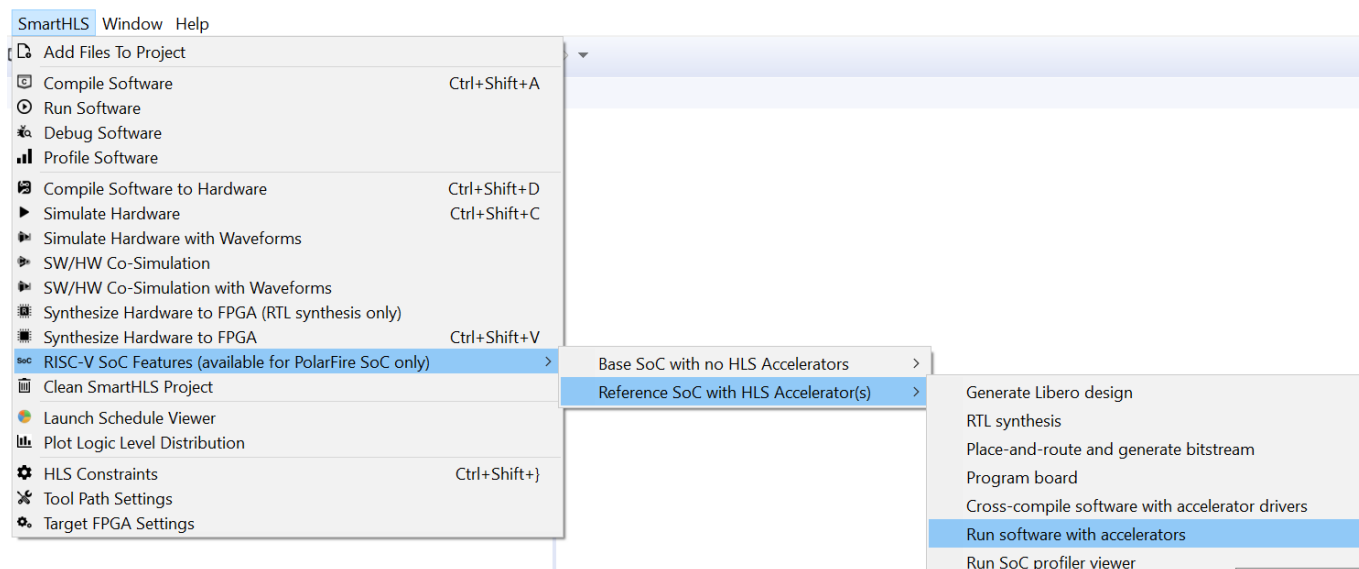 SmartHLS Window Help
Add Files To Project
Compile Software Ctrl+Shift+A
Run Software
Debug Software
Profile Software
Compile Software to Hardware Ctrl+Shift+D
Simulate Hardware Ctrl+Shift+C
Simulate Hardware with Waveforms
SW/HW Co-Simulation
SW/HW Co-Simulation with Waveforms
Synthesize Hardware to FPGA (RTL synthesis only)
Synthesize Hardware to FPGA Ctrl+Shift+V
SoC RISC-V SoC Features (available for PolarFire SoC only)
Clean SmartHLS Project
Launch Schedule Viewer
Plot Logic Level Distribution
HLS Constraints Ctrl+Shift+}
Tool Path Settings
Target FPGA Settings
Base SoC with no HLS Accelerators
Reference SoC with HLS Accelerator(s)
Generate Libero design
RTL synthesis
Place-and-route and generate bitstream
Program board
Cross-compile software with accelerator drivers
Run software with accelerators
Run SoC profiler viewer